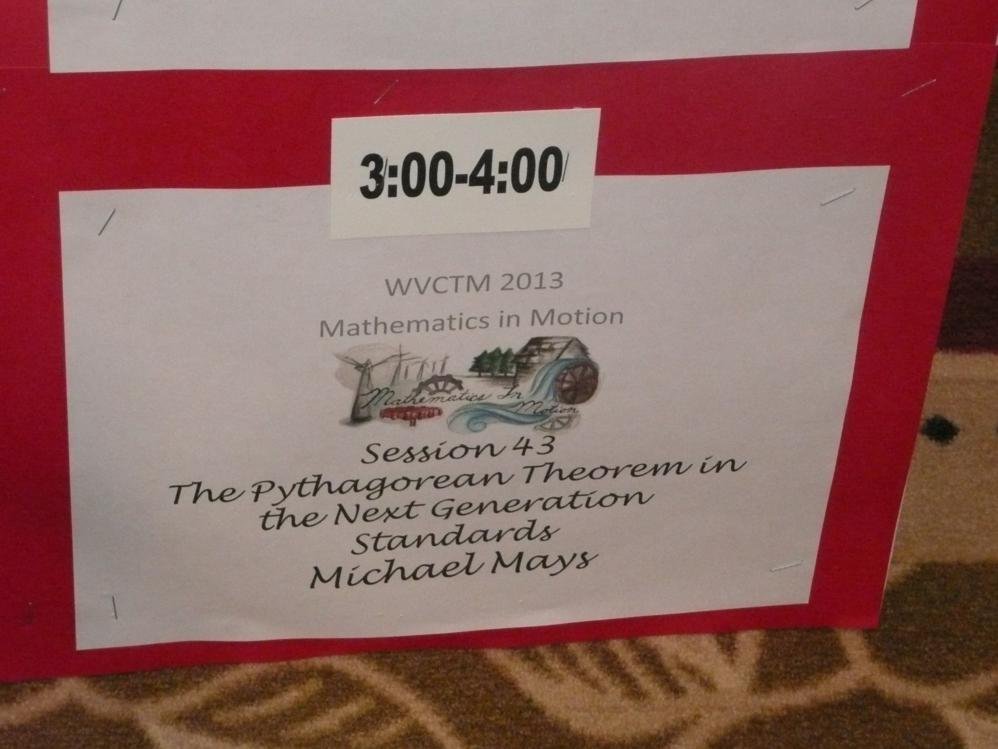 3:00-4:00
WVCTM 2013
Mathematics in Motion
Mathematics In
Motion
Session 43
The Pythagorean Theorem in
the Next Generation
Standards
Michael Mays